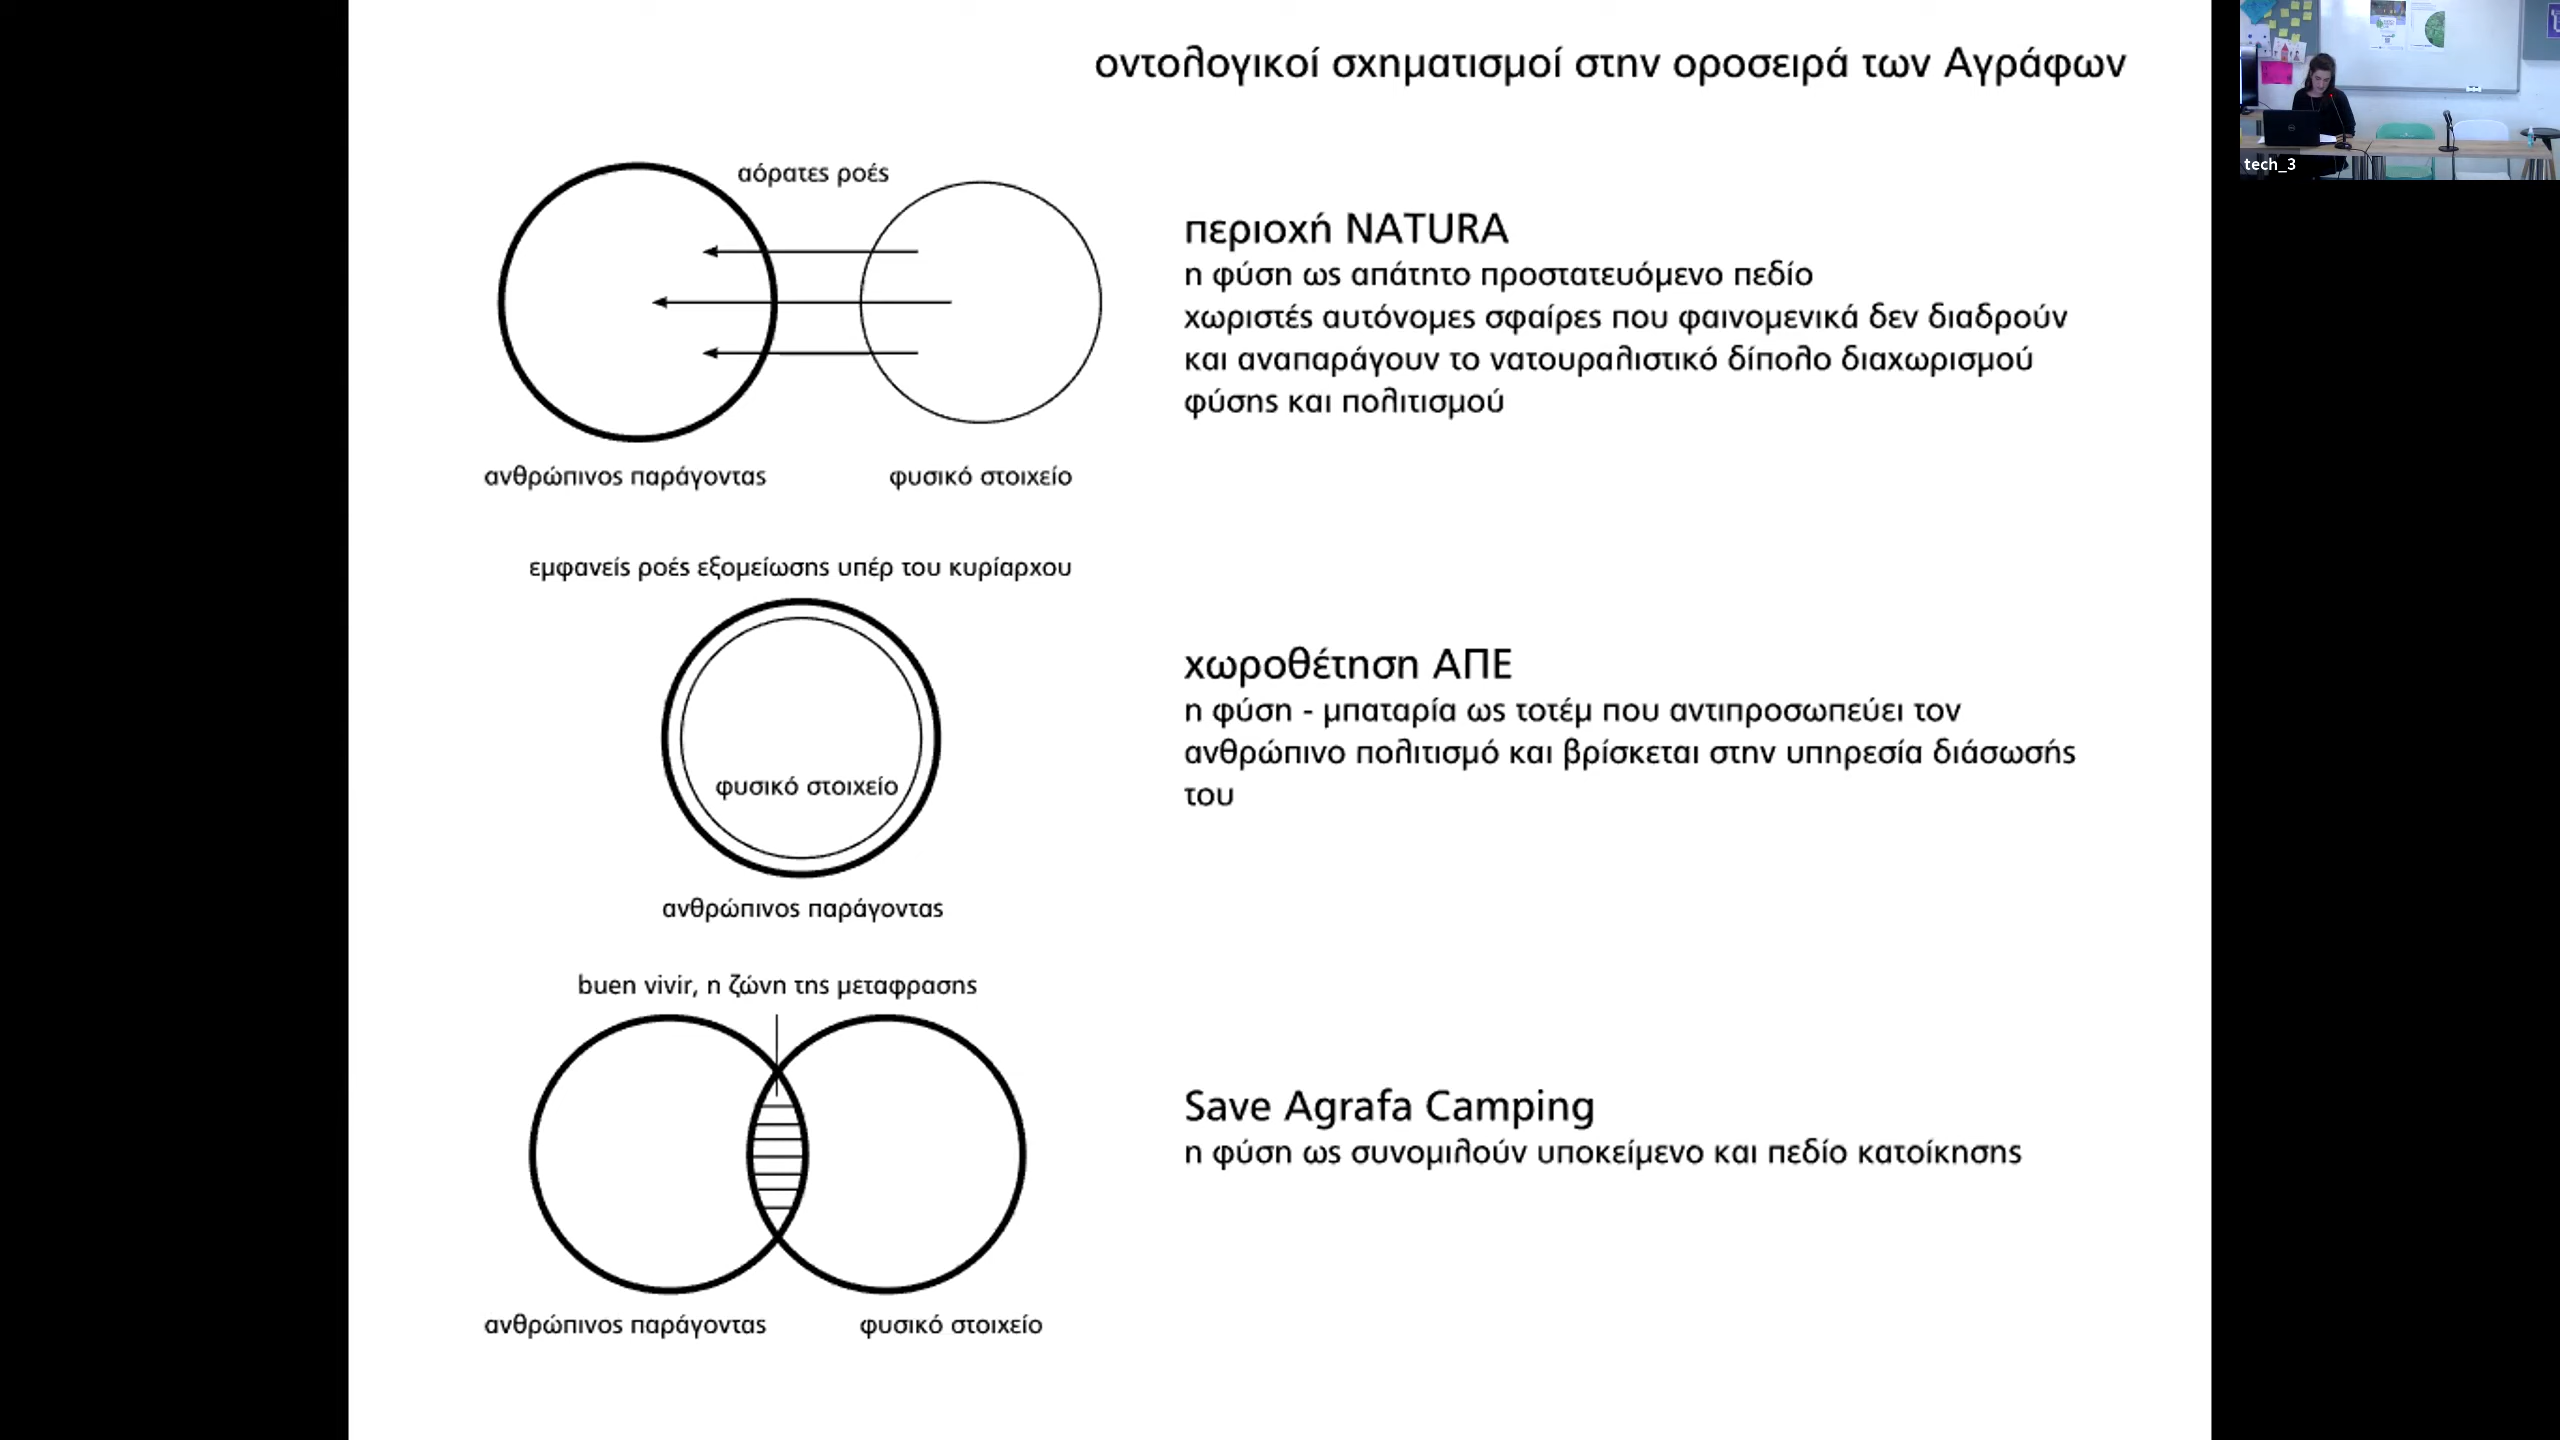 οντολογικοί σχηματισμοί στην οροσειρά των Αγράφων
αόρατες ροές
ανθρώπινος παράγοντας
φυσικό στοιχείο
περιοχή NATURA
η φύση ως απάτητο προστατευόμενο πεδίο
χωριστές αυτόνομες σφαίρες που φαινομενικά δεν διαδρούν
και αναπαράγουν το νατουραλιστικό δίπολο διαχωρισμού
φύσης και πολιτισμού
εμφανείς ροές εξομείωσης υπέρ του κυρίαρχου
φυσικό στοιχείο
ανθρώπινος παράγοντας
χωροθέτηση ΑΠΕ
η φύση - μπαταρία ως τοτέμ που αντιπροσωπεύει τον
ανθρώπινο πολιτισμό και βρίσκεται στην υπηρεσία διάσωσής
του
buen vivir, η ζώνη της μεταφρασης
ανθρώπινος παράγοντας
φυσικό στοιχείο
Save Agrafa Camping
η φύση ως συνομιλούν υποκείμενο και πεδίο κατοίκησης
tech_3